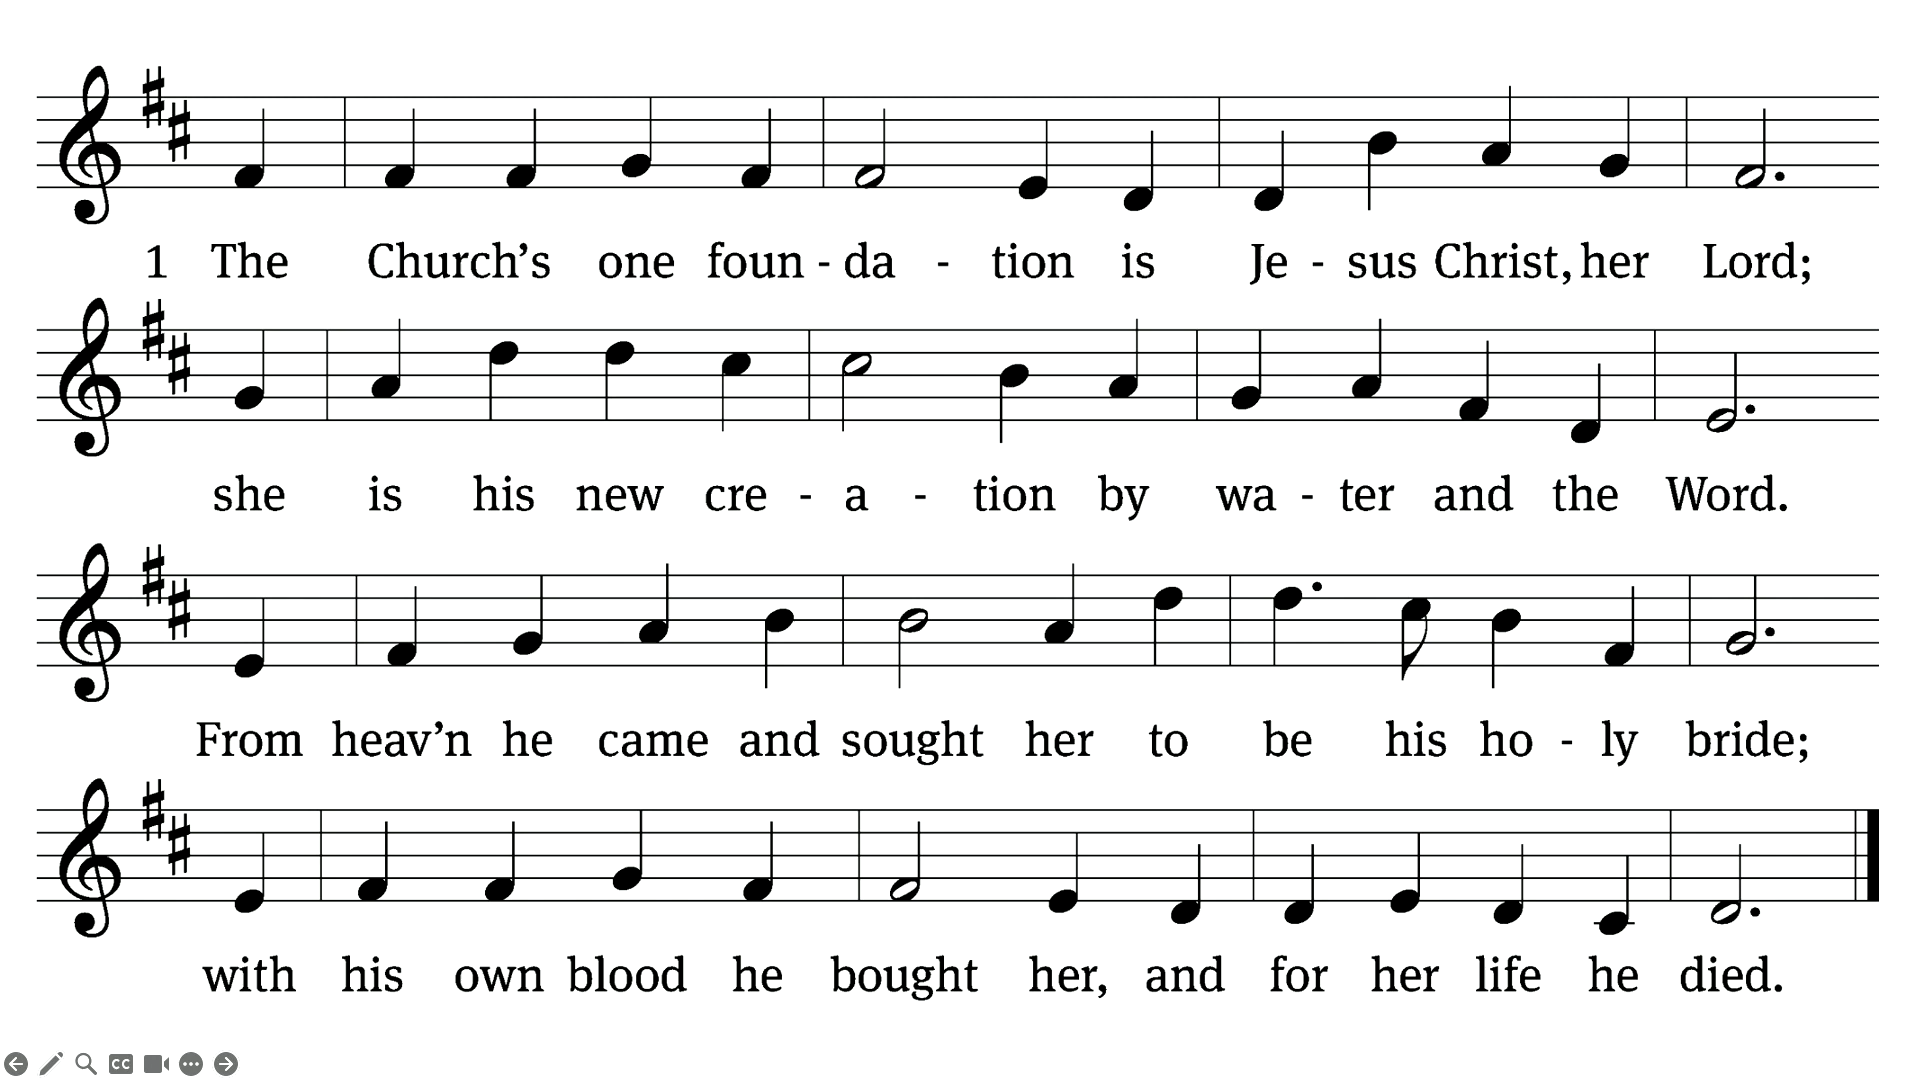 1 The Church’s one foun - da - tion is Je - sus Christ, her Lord;
she is his new cre - a - tion by wa - ter and the Word.
From heav’n he came and sought her to be his ho - ly bride;
with his own blood he bought her, and for her life he died.
CC